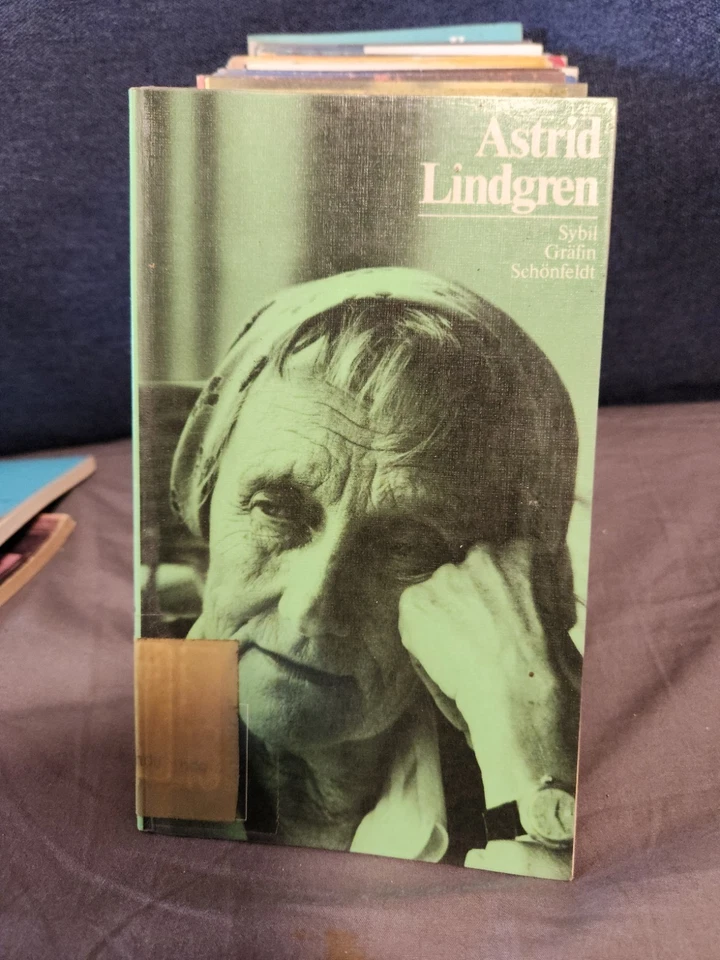 Astrid
Lindgren
Sybil
Gräfin
Schönfeldt